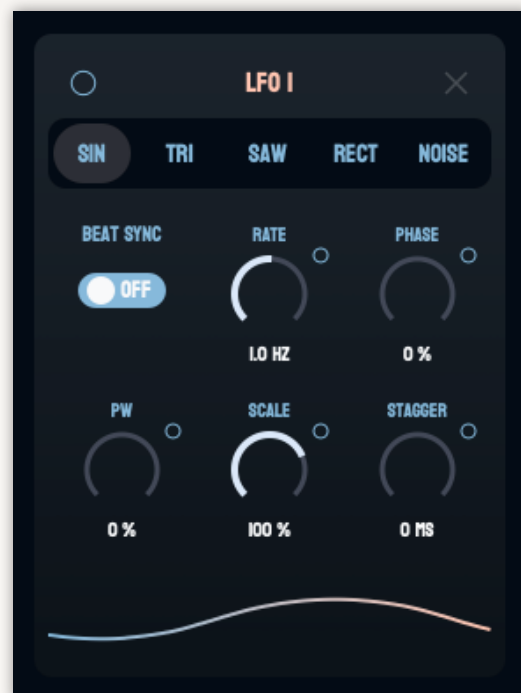 LFO 1
SIN TRI SAW RECT NOISE
BEAT SYNC RATE PHASE
OFF
1.0 HZ 0 %
PW SCALE STAGGER
0 % 100 % 0 MS